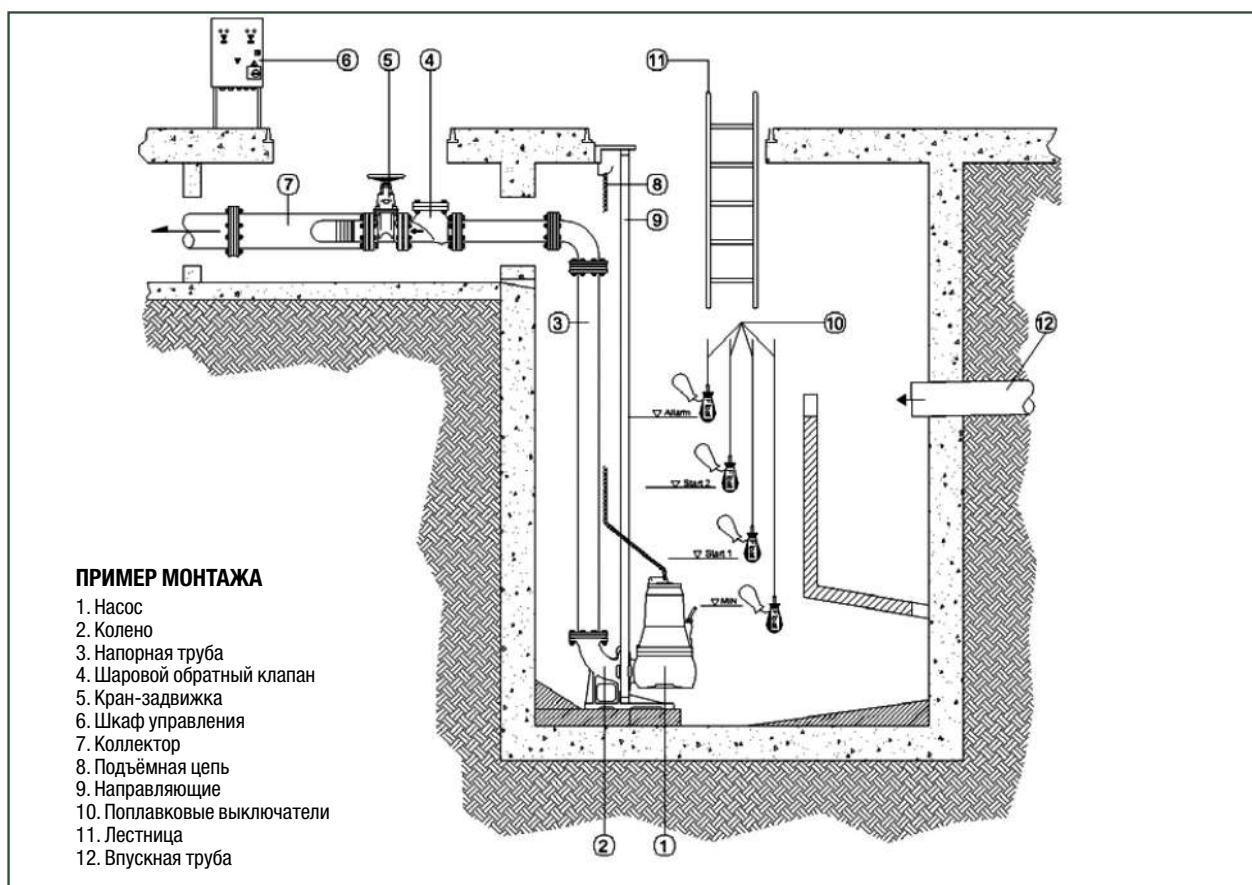 6
5
4
11
7
8
9
3
10
12
Allarm
Start 2
Start 1
MIN
ПРИМЕР МОНТАЖА
1. Насос
2. Колено
3. Напорная труба
4. Шаровой обратный клапан
5. Кран-задвижка
6. Шкаф управления
7. Коллектор
8. Подъёмная цепь
9. Направляющие
10. Поплавковые выключатели
11. Лестница
12. Впускная труба
2
1